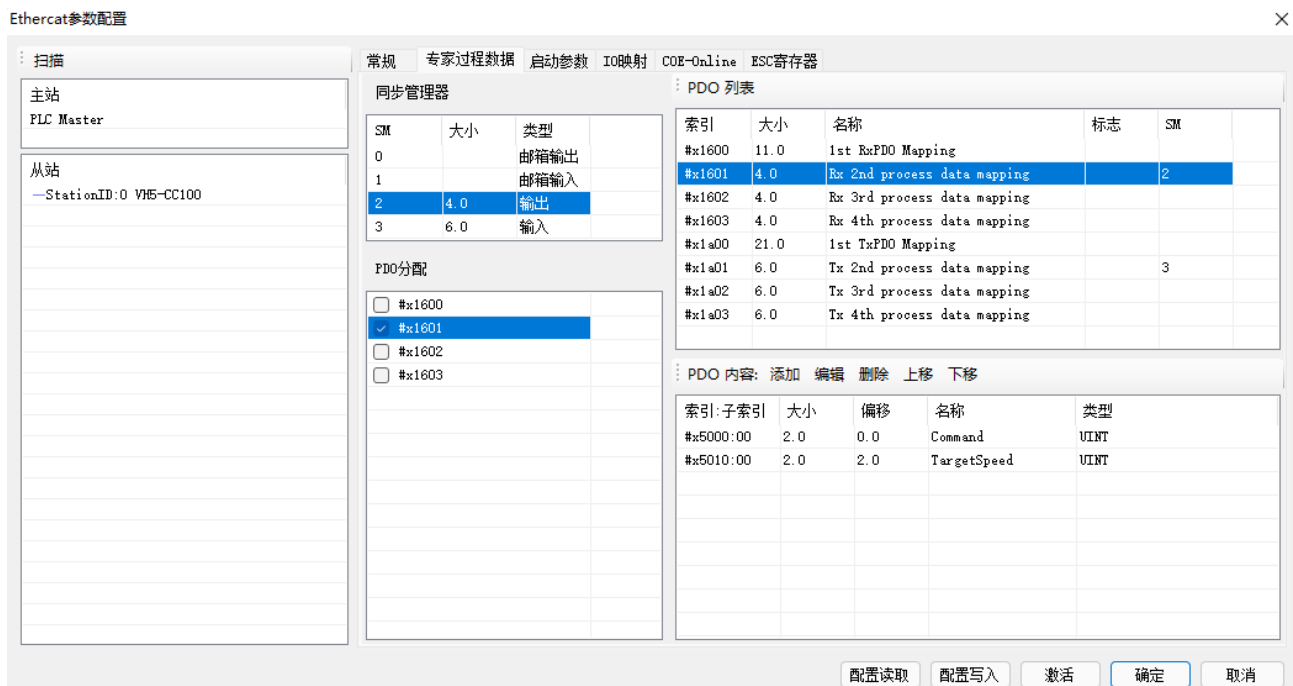 Ethercat参数配置
扫描
主站
PLC Master
从站
StationID:0 VH5-CC100
常规 专家过程数据 启动参数 IO映射 COE-Online ESC寄存器
同步管理器
SM 大小 类型
0 邮箱输出
1 邮箱输入
2 4.0 输出
3 6.0 输入
PDO分配
#x1600
#x1601
#x1602
#x1603
PDO 列表
索引 大小 名称 标志 SM
#x1600 11.0 1st RxPDO Mapping
#x1601 4.0 Rx 2nd process data mapping 2
#x1602 4.0 Rx 3rd process data mapping
#x1603 4.0 Rx 4th process data mapping
#x1a00 21.0 1st TxPDO Mapping
#x1a01 6.0 Tx 2nd process data mapping 3
#x1a02 6.0 Tx 3rd process data mapping
#x1a03 6.0 Tx 4th process data mapping
PDO 内容: 添加 编辑 删除 上移 下移
索引:子索引 大小 偏移 名称 类型
#x5000:00 2.0 0.0 Command UINT
#x5010:00 2.0 2.0 TargetSpeed UINT
配置读取 配置写入 激活 确定 取消